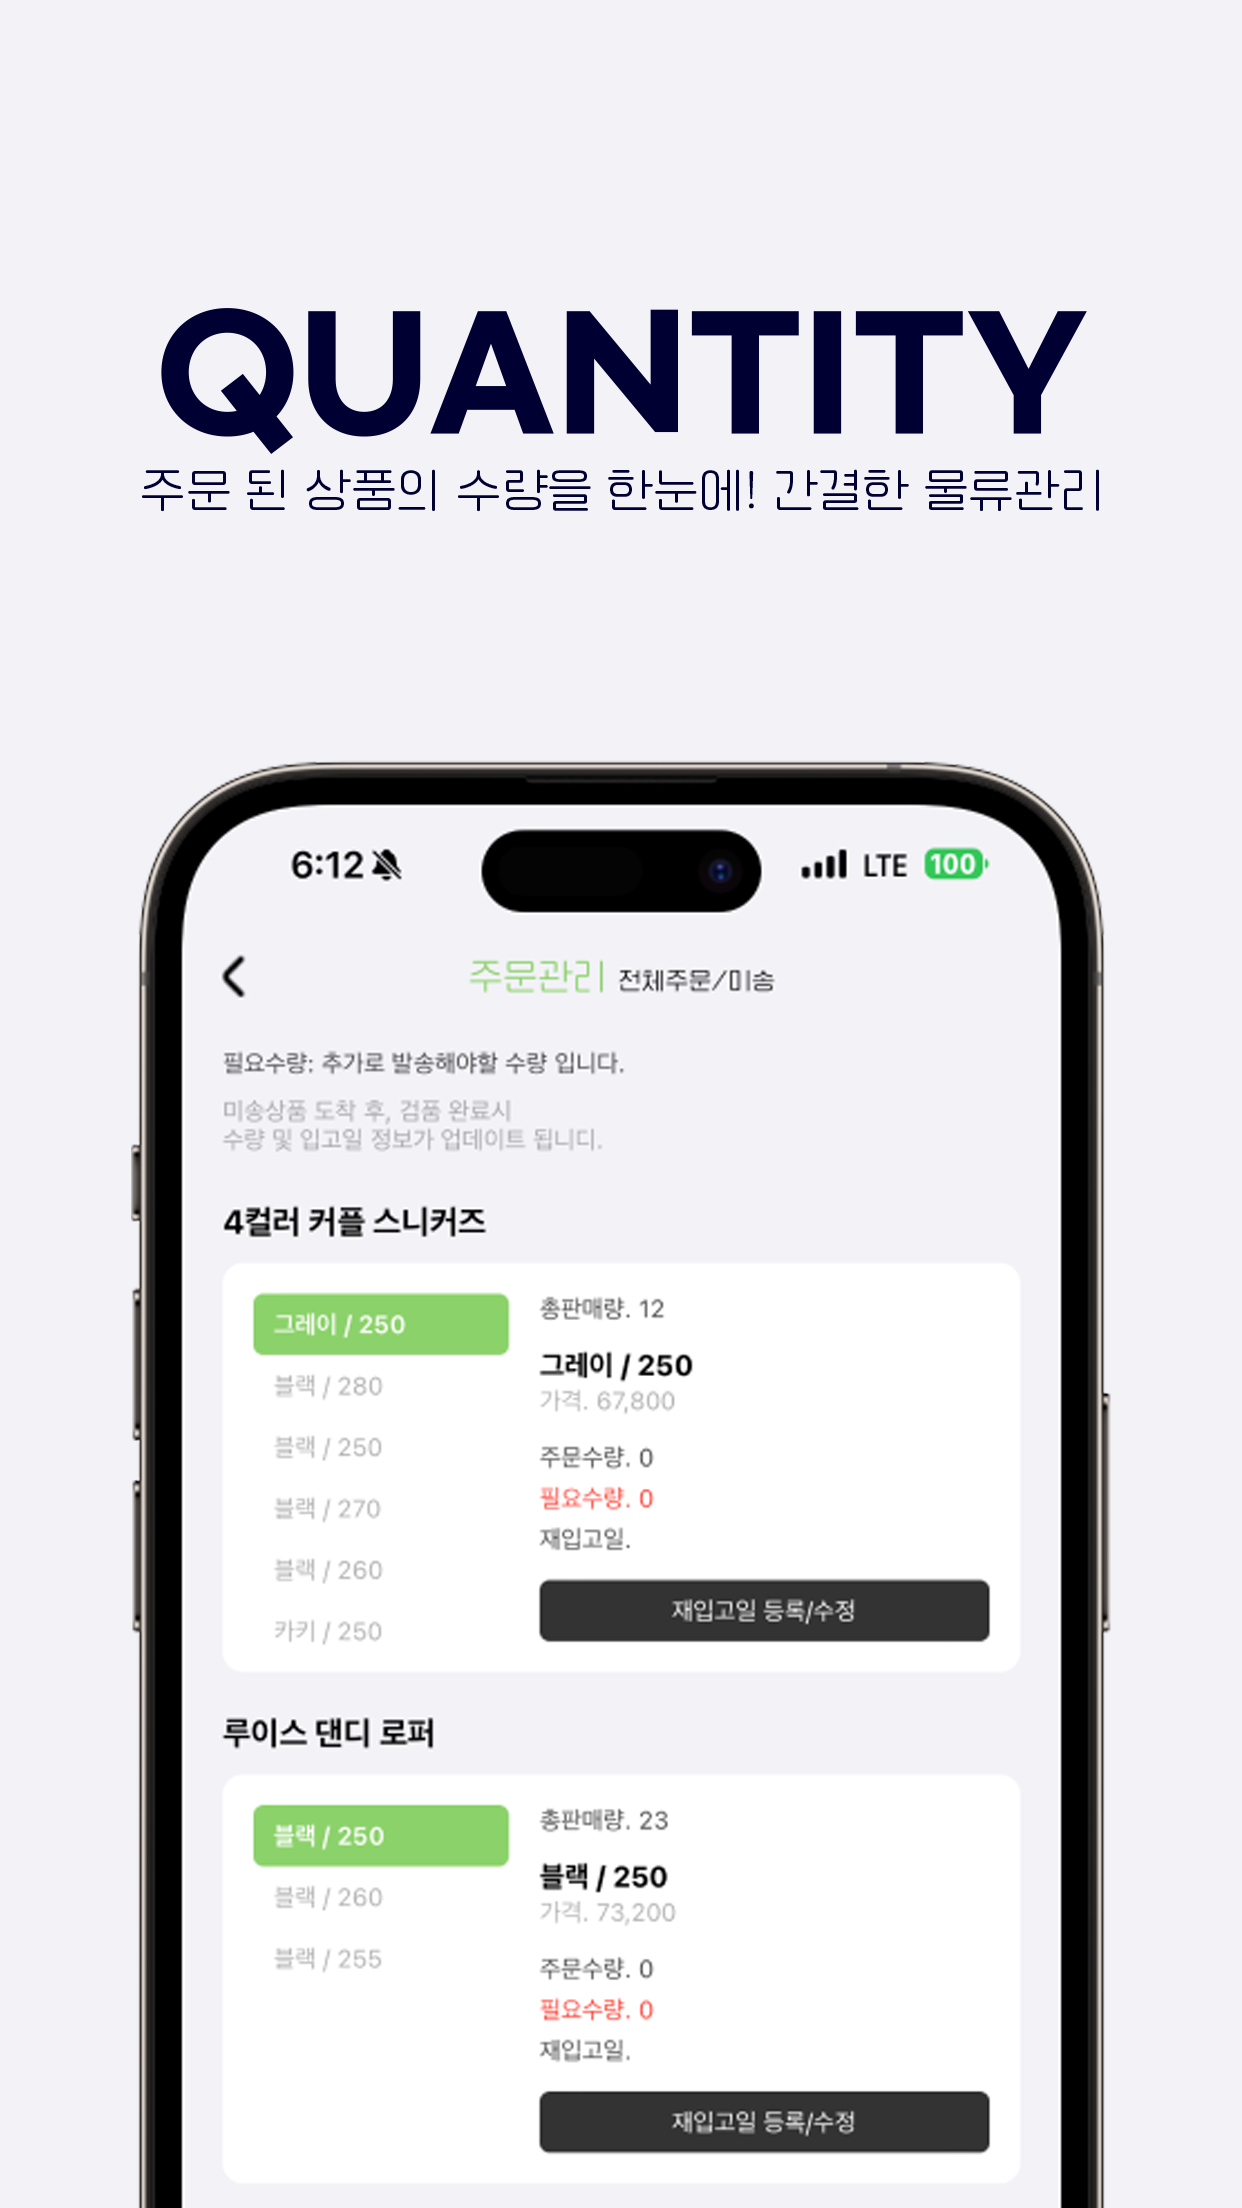 QUANTITY
주문 된 상품의 수량을 한눈에! 간결한 물류관리
6:12 LTE 100
주문관리 전체주문/미송
필요수량: 추가로 발송해야할 수량 입니다.
미송상품 도착 후, 검품 완료시
수량 및 입고일 정보가 업데이트 됩니디.
4컬러 커플 스니커즈
그레이 / 250
블랙 / 280
블랙 / 250
블랙 / 270
블랙 / 260
카키 / 250
총판매량. 12
그레이 / 250
가격. 67,800
주문수량. 0
필요수량. 0
재입고일.
재입고일 등록/수정
루이스 댄디 로퍼
블랙 / 250
블랙 / 260
블랙 / 255
총판매량. 23
블랙 / 250
가격. 73,200
주문수량. 0
필요수량. 0
재입고일.
재입고일 등록/수정